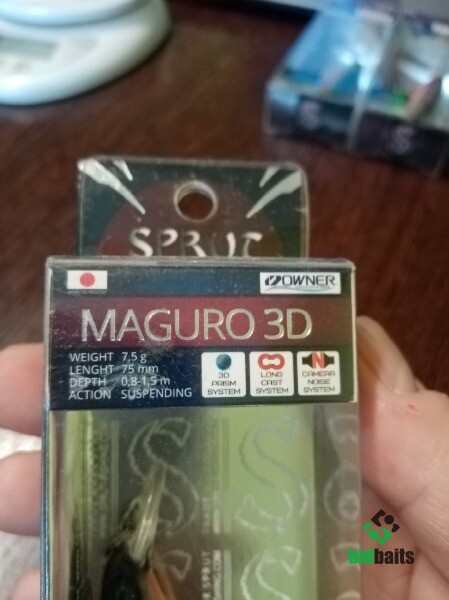 SPRUT
OWNER
MAGURO 3D
WEIGHT 7,5 g
LENGHT 75 mm
DEPTH 0,8-1,5 m
ACTION SUSPENDING
3D
PRISM
SYSTEM
LONG
CAST
SYSTEM
N
CAMERA
NOISE
SYSTEM
SPRUT
baits